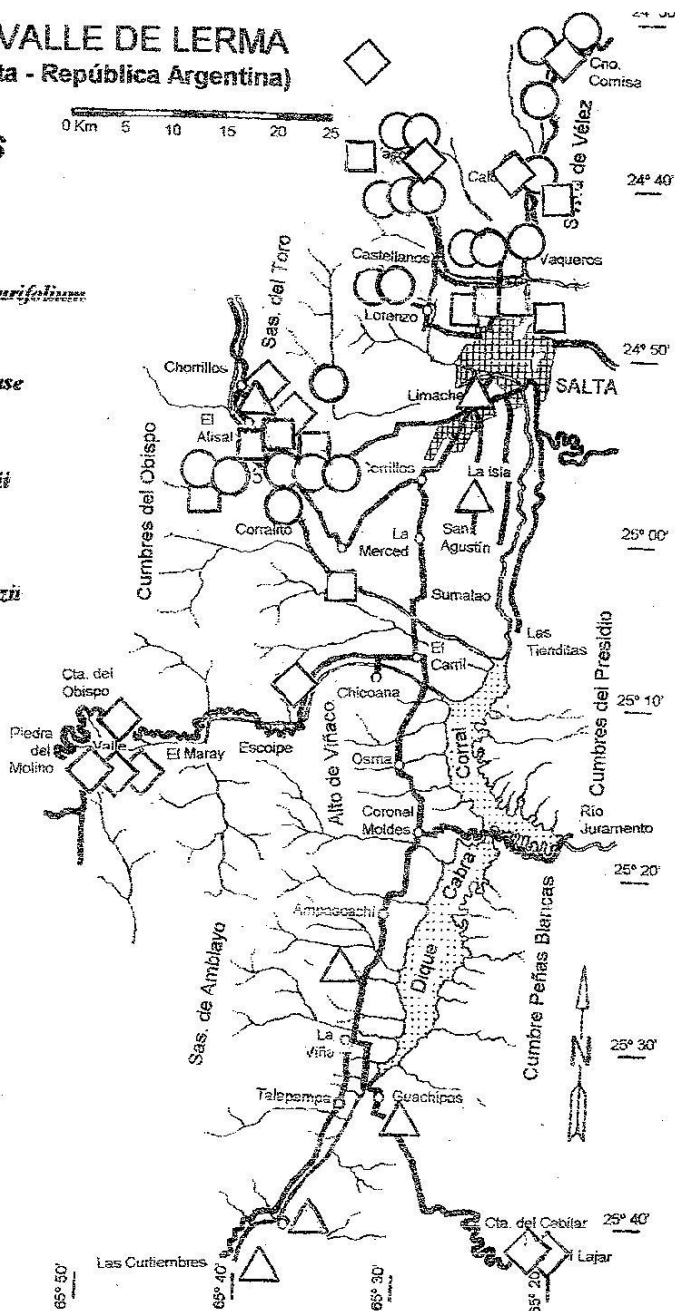 VALLE DE LERMA
ta - República Argentina)
0 Km 5 10 15 20 25
S
urifolium
ase
ii
zii
Cno. Cornisa
24° 40'
Castellanos
Vaqueros
Sas. del Toro
Lorenzo
24° 50'
Chorrillos
SALTA
Limache
El Alisal
Cumbres del Obispo
La Isla
Corralito
San Agustín
25° 00'
La Merced
Sumalao
Las Tienditas
El Carril
Chicoana
Cumbres del Presidio
25° 10'
Cta. del Obispo
Piedra del Molino
Valle
El Maray
Escoipe
Alto de Viñaco
Osma
Corral
Coronel Moldes
Río Juramento
25° 20'
Cabra
Ampascachi
Dique
Sas. de Amblayo
Cumbre Peñas Blancas
N
La Viña
25° 30'
Talapampa
Guachipas
Cta. del Cebilar
25° 40'
Las Curtiembres
l Lajar
65° 50'
65° 40'
65° 30'
65° 20'